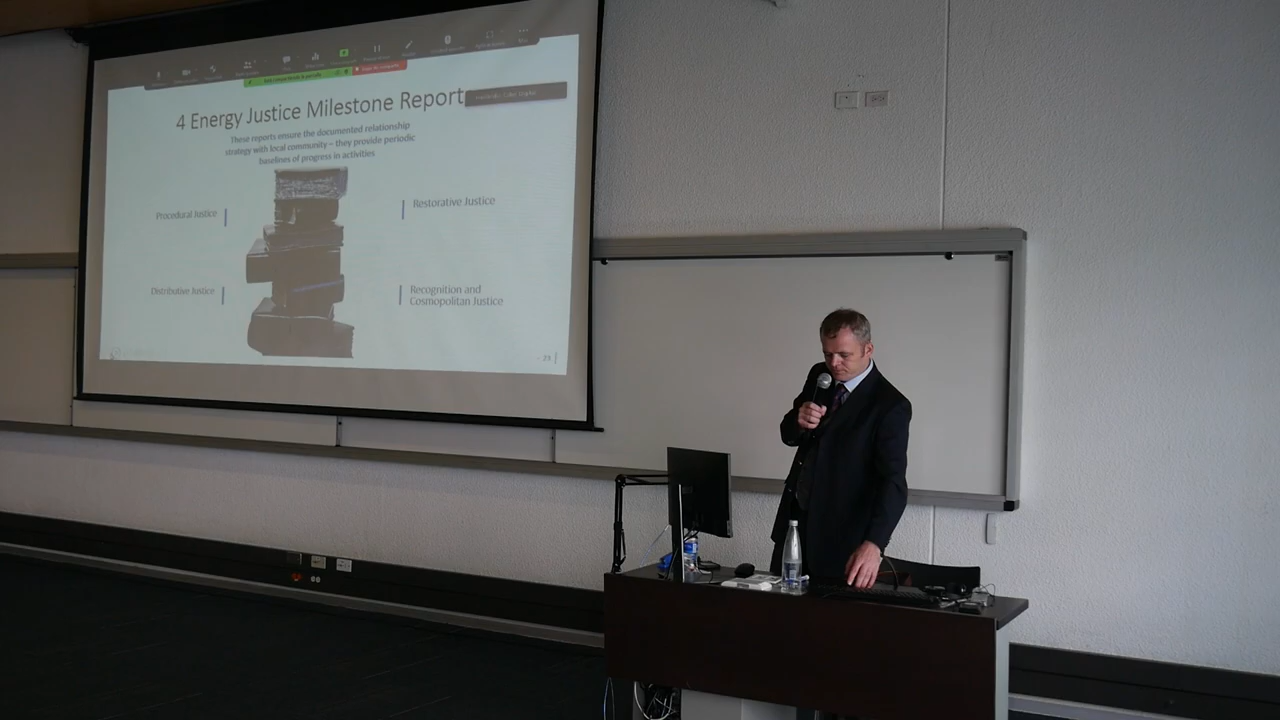 4 Energy Justice Milestone Report
These reports ensure the documented relationship
strategy with local community – they provide periodic
baselines of progress in activities
Procedural Justice
Restorative Justice
Distributive Justice
Recognition and
Cosmopolitan Justice
23